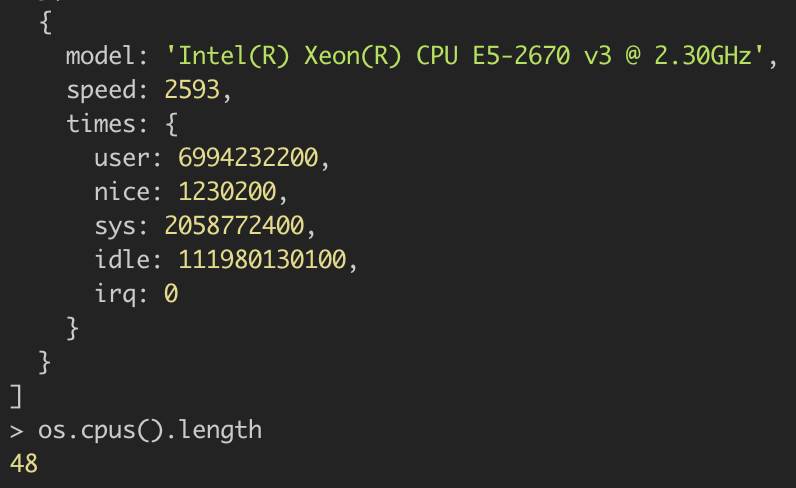 {
model: 'Intel(R) Xeon(R) CPU E5-2670 v3 @ 2.30GHz',
speed: 2593,
times: {
user: 6994232200,
nice: 1230200,
sys: 2058772400,
idle: 111980130100,
irq: 0
}
}
]
> os.cpus().length
48